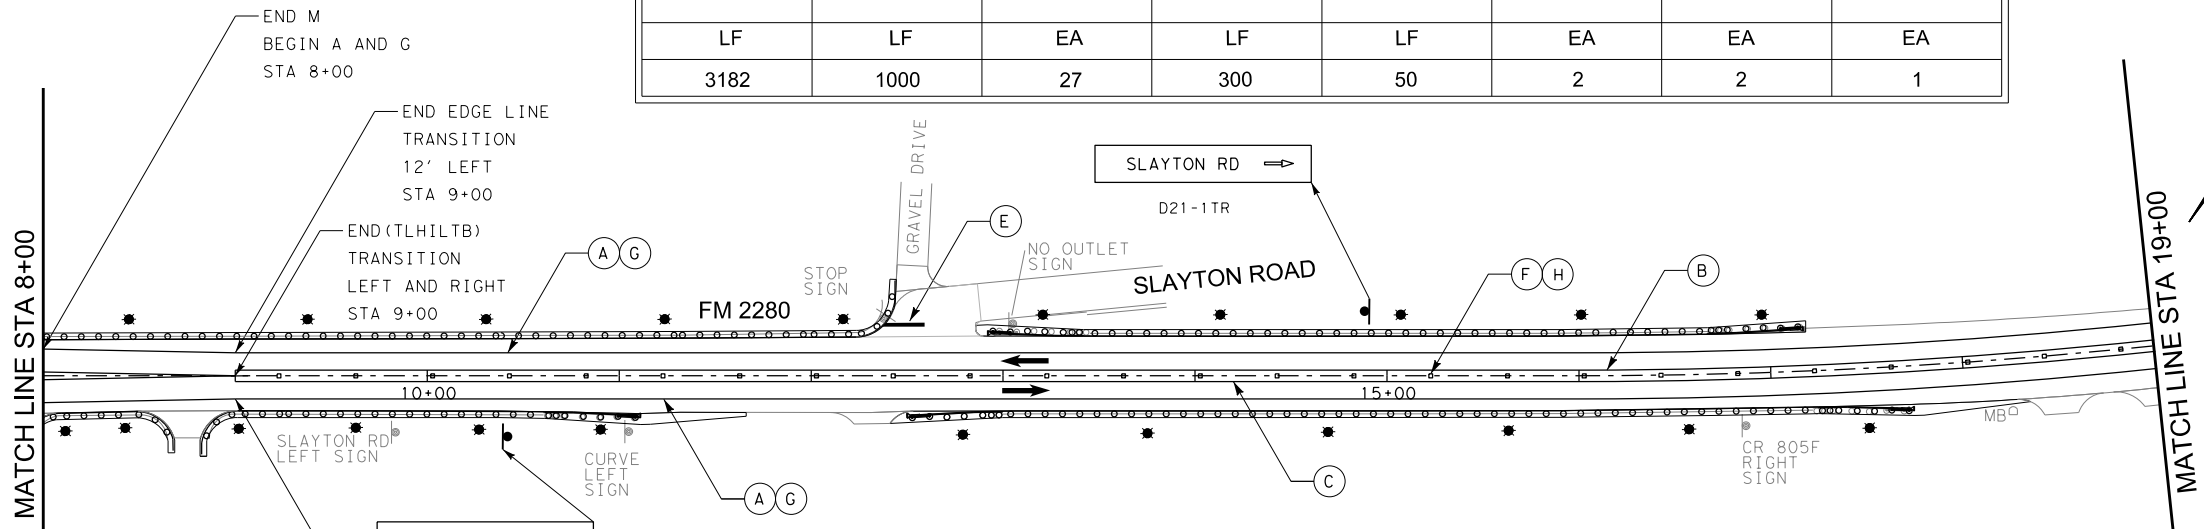 END M
BEGIN A AND G
STA 8+00
LF LF EA LF LF EA EA EA
3182 1000 27 300 50 2 2 1
END EDGE LINE
TRANSITION
12' LEFT
STA 9+00
END(TLHILTB)
TRANSITION
LEFT AND RIGHT
STA 9+00
MATCH LINE STA 8+00
A G
FM 2280
STOP
SIGN
GRAVEL DRIVE
E
NO OUTLET
SIGN
SLAYTON ROAD
SLAYTON RD
D21-1TR
F H
B
MATCH LINE STA 19+00
10+00
15+00
SLAYTON RD
LEFT SIGN
CURVE
LEFT
SIGN
A G
C
CR 805F
RIGHT
SIGN
MB